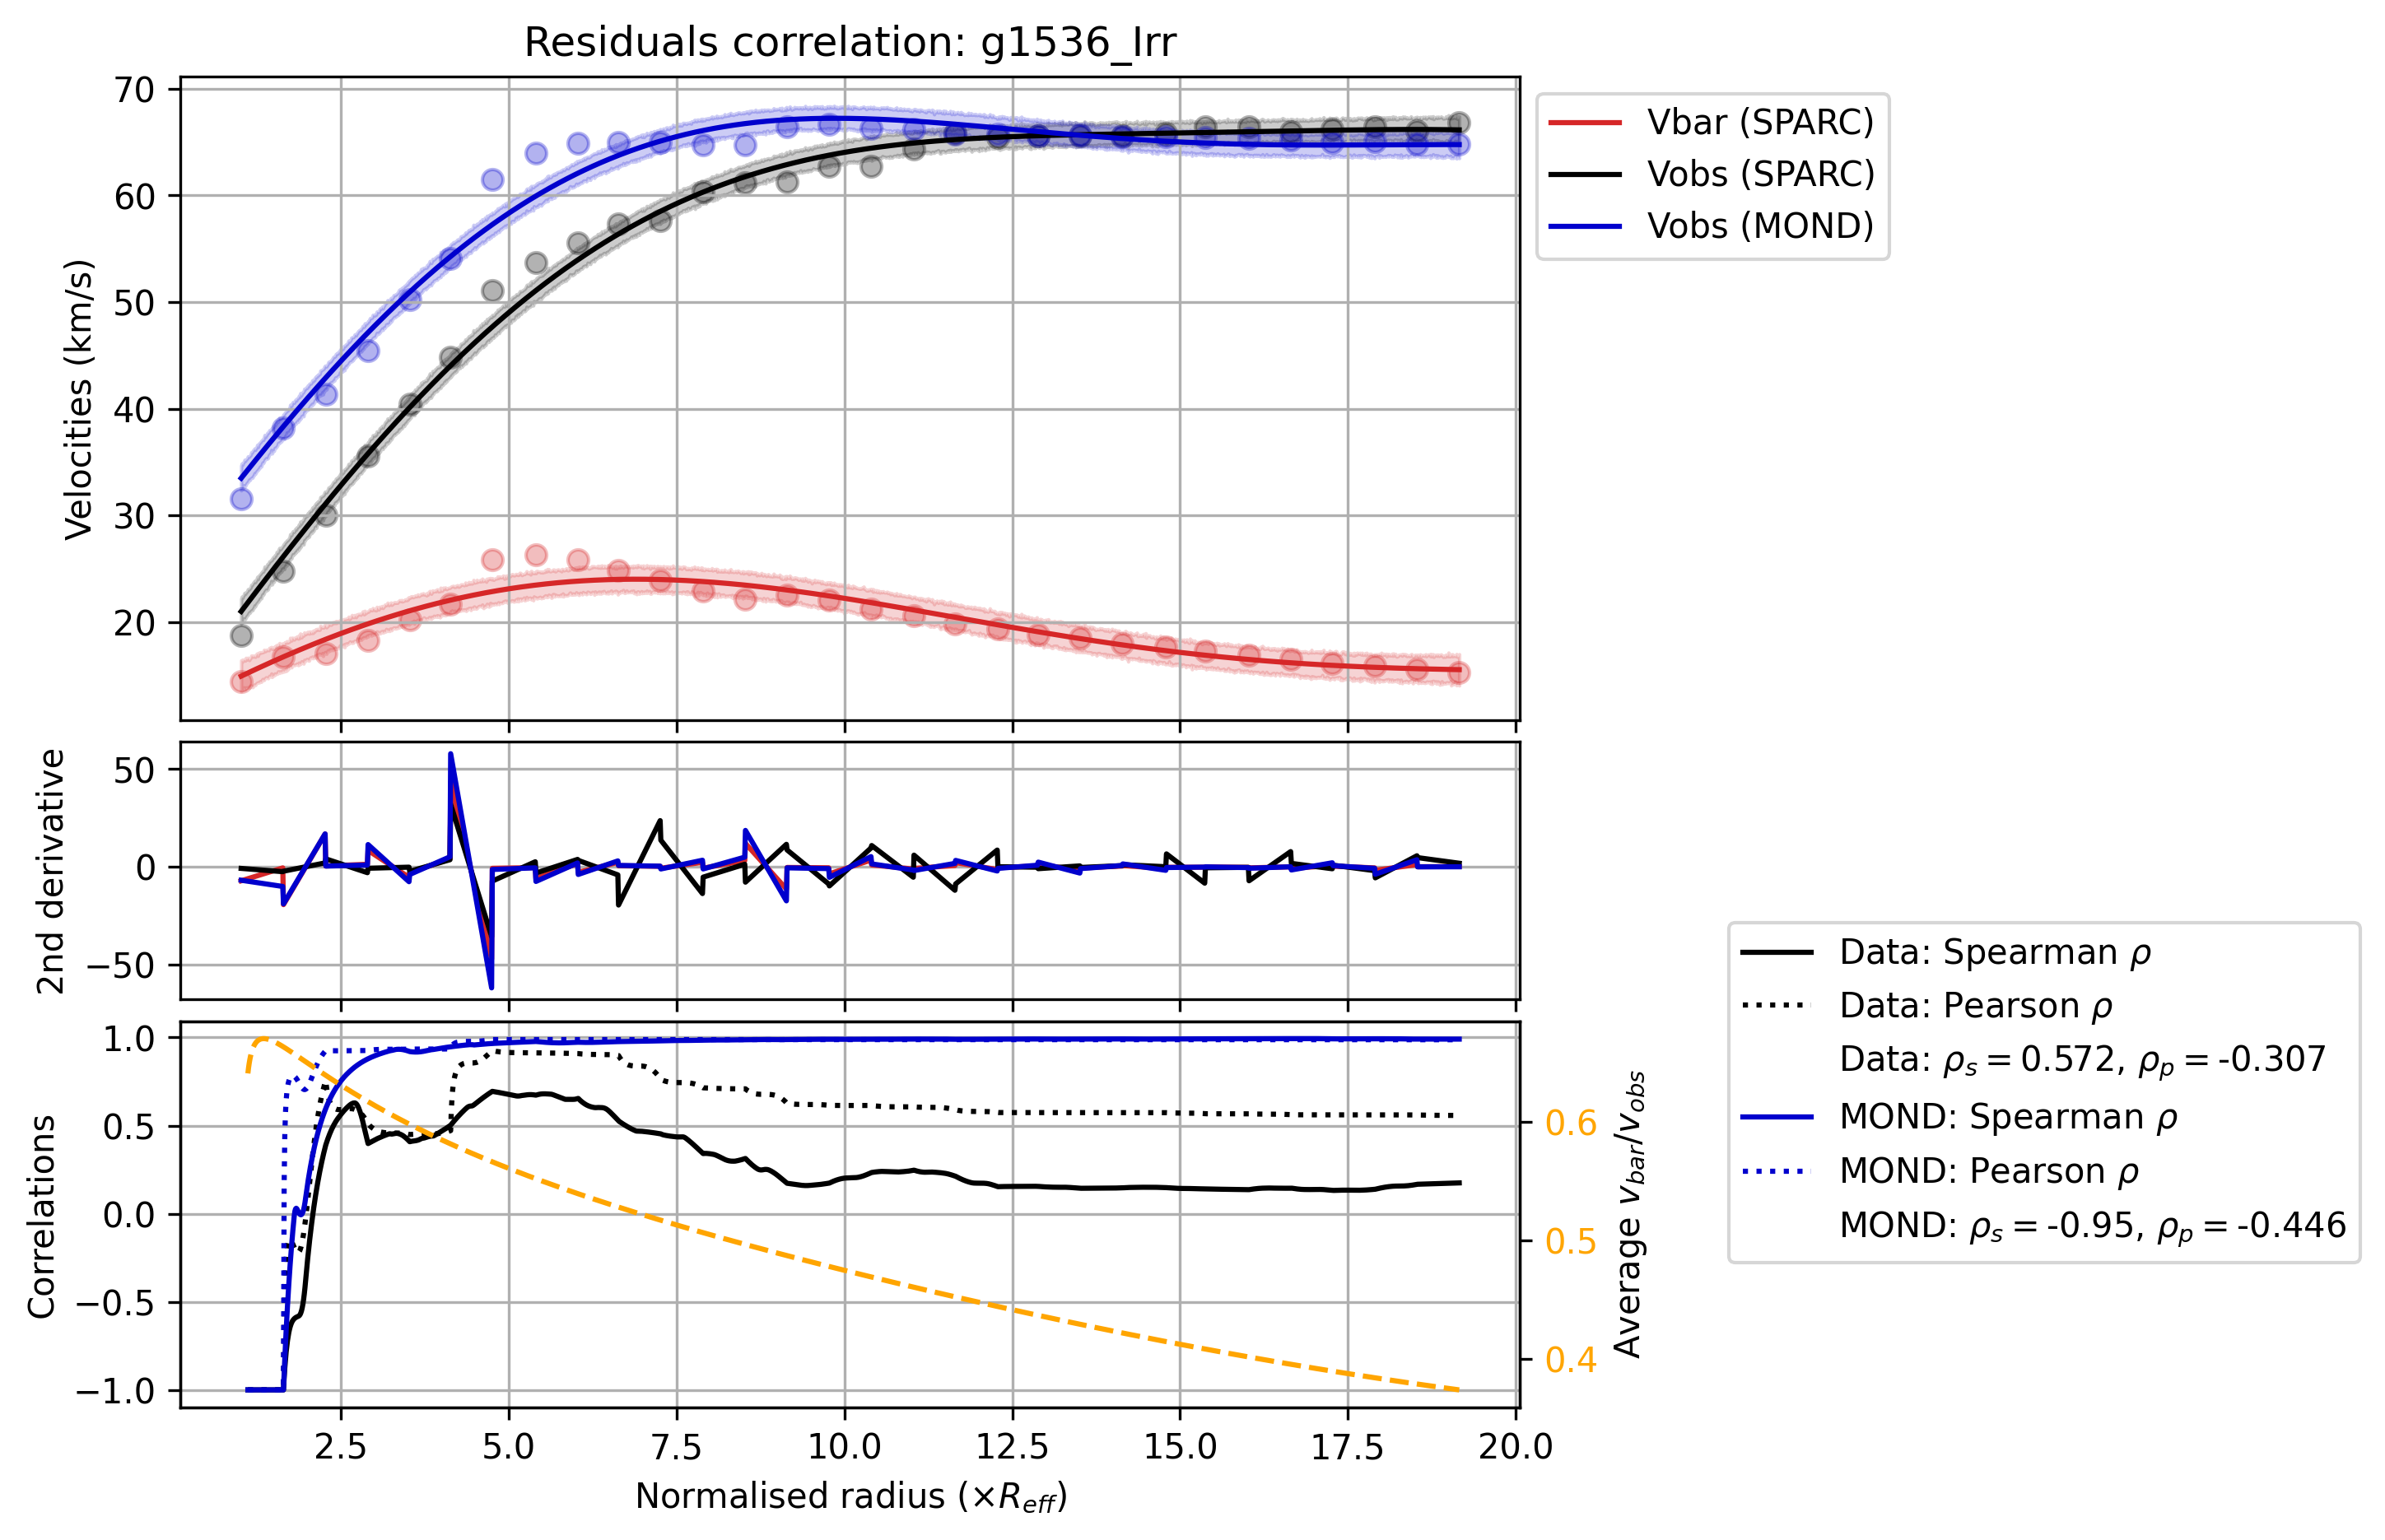 Residuals correlation: g1536_Irr
70
60
50
40
30
20
Velocities (km/s)
Vbar (SPARC)
Vobs (SPARC)
Vobs (MOND)
50
0
−50
2nd derivative
1.0
0.5
0.0
−0.5
−1.0
Correlations
0.6
0.5
0.4
Average v_bar/v_obs
2.5 5.0 7.5 10.0 12.5 15.0 17.5 20.0
Normalised radius (×R_eff)
Data: Spearman ρ
Data: Pearson ρ
Data: ρ_s = 0.572, ρ_p = -0.307
MOND: Spearman ρ
MOND: Pearson ρ
MOND: ρ_s = -0.95, ρ_p = -0.446